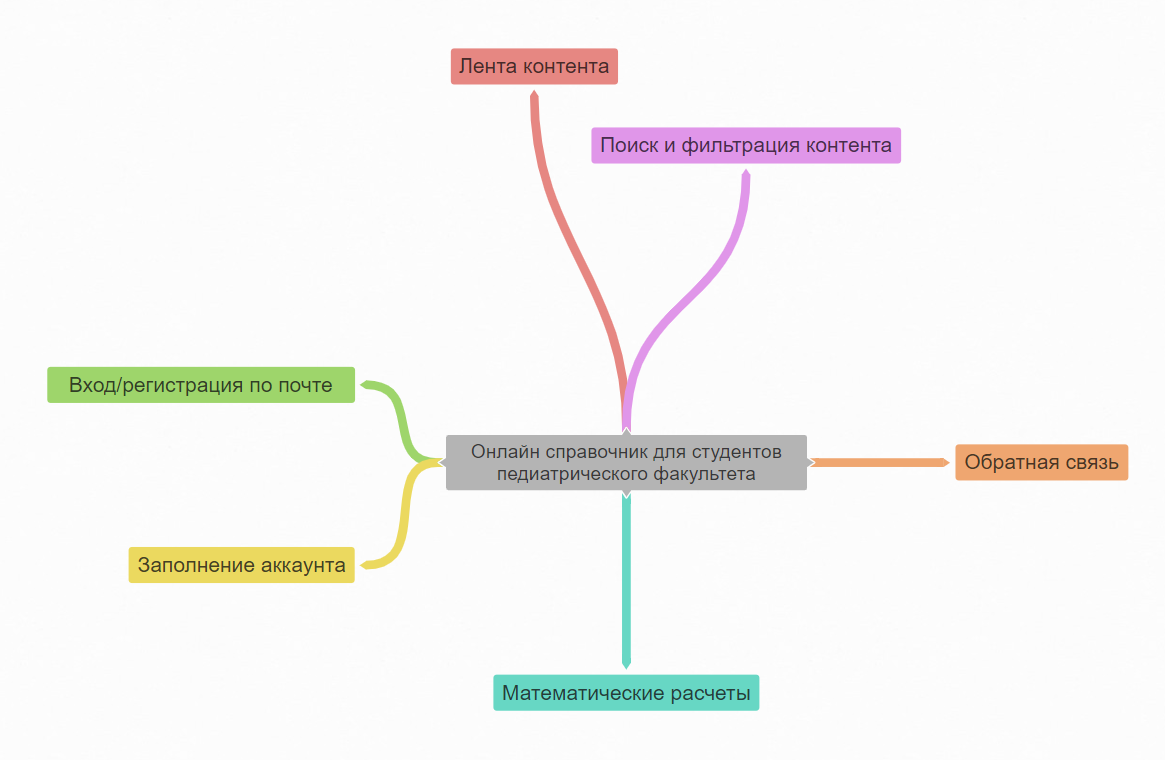 Лента контента
Поиск и фильтрация контента
Вход/регистрация по почте
Онлайн справочник для студентов
педиатрического факультета
Обратная связь
Заполнение аккаунта
Математические расчеты